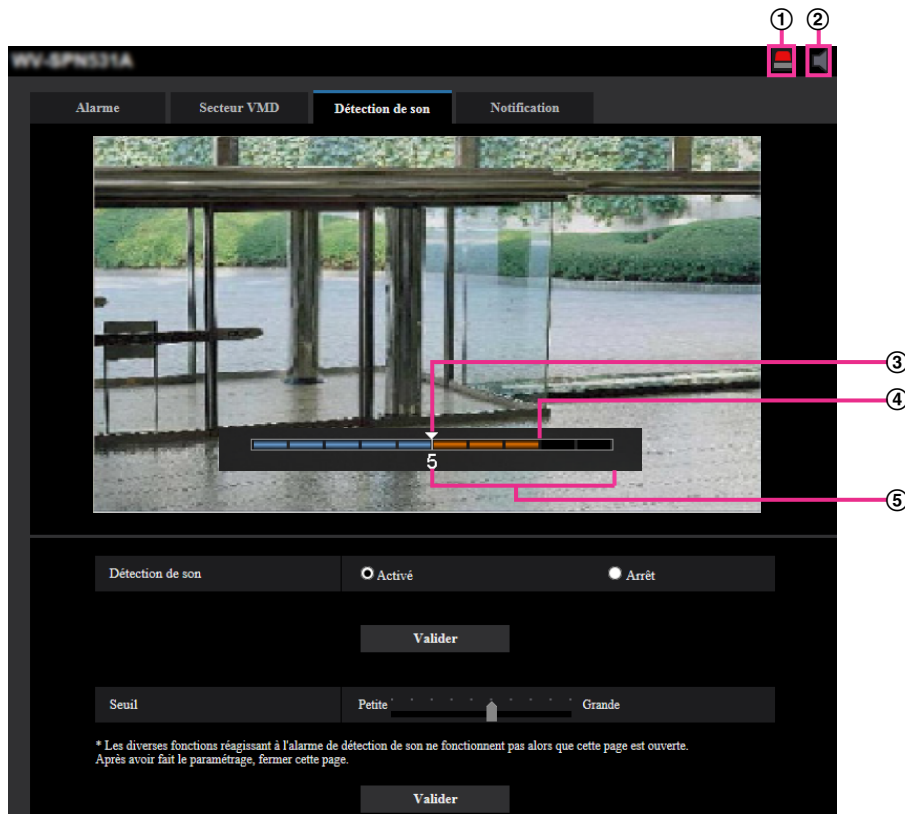 ① ②
WV-SPN531A
Alarme Secteur VMD Détection de son Notification
③
④
5
⑤
Détection de son Activé Arrêt
Valider
Seuil Petite Grande
* Les diverses fonctions réagissant à l'alarme de détection de son ne fonctionnent pas alors que cette page est ouverte.
Après avoir fait le paramétrage, fermer cette page.
Valider